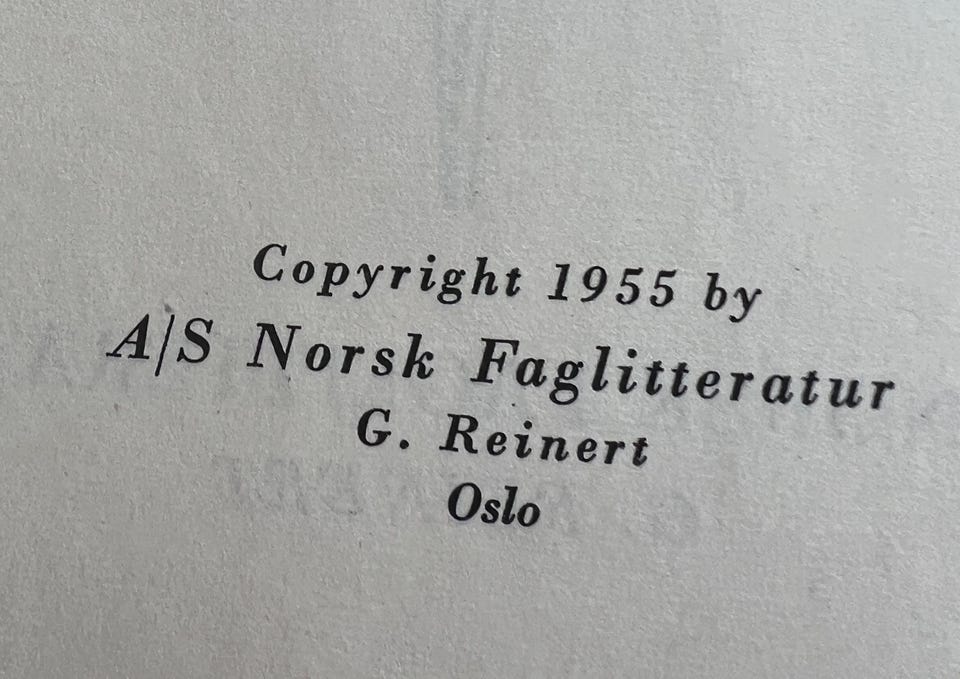 Copyright 1955 by
A/S Norsk Faglitteratur
G. Reinert
Oslo